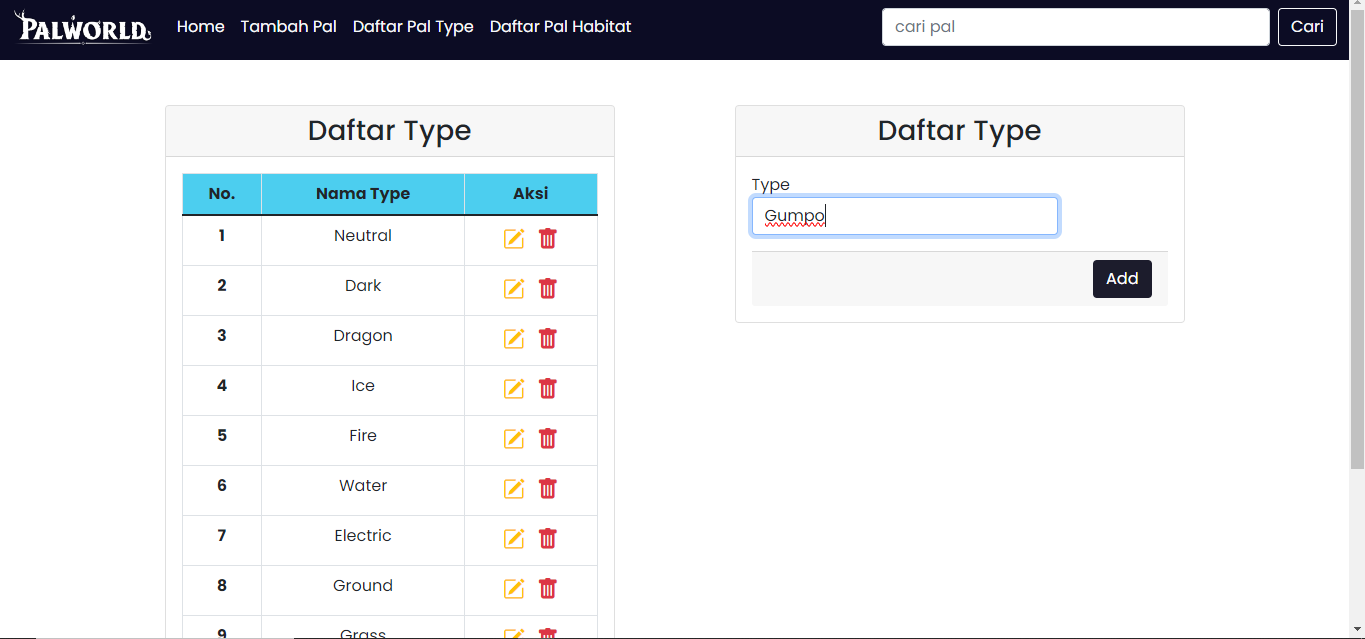 PALWORLD Home Tambah Pal Daftar Pal Type Daftar Pal Habitat cari pal Cari
Daftar Type
No. Nama Type Aksi
1 Neutral
2 Dark
3 Dragon
4 Ice
5 Fire
6 Water
7 Electric
8 Ground
9 Grass
Daftar Type
Type
Gumpo
Add